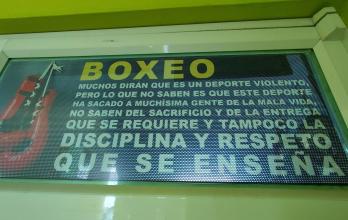 BOXEO
MUCHOS DIRÁN QUE ES UN DEPORTE VIOLENTO,
PERO LO QUE NO SABEN ES QUE ESTE DEPORTE
HA SACADO A MUCHÍSIMA GENTE DE LA MALA VIDA,
NO SABEN DEL SACRIFICIO Y DE LA ENTREGA
QUE SE REQUIERE Y TAMPOCO LA
DISCIPLINA Y RESPETO
QUE SE ENSEÑA